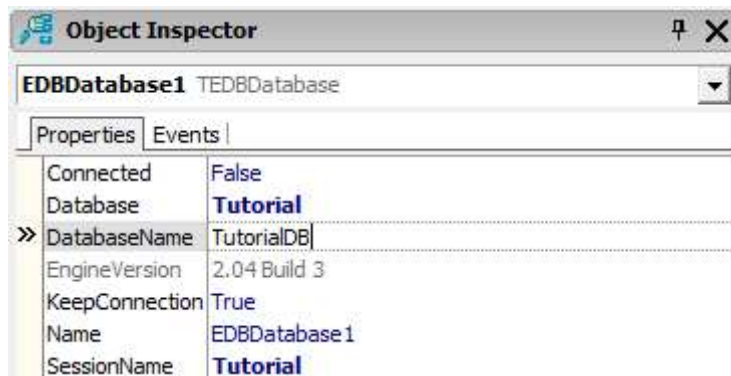 Object Inspector
EDBDatabase1 TEDBDatabase
Properties Events
Connected False
Database Tutorial
DatabaseName TutorialDB
EngineVersion 2.04 Build 3
KeepConnection True
Name EDBDatabase1
SessionName Tutorial